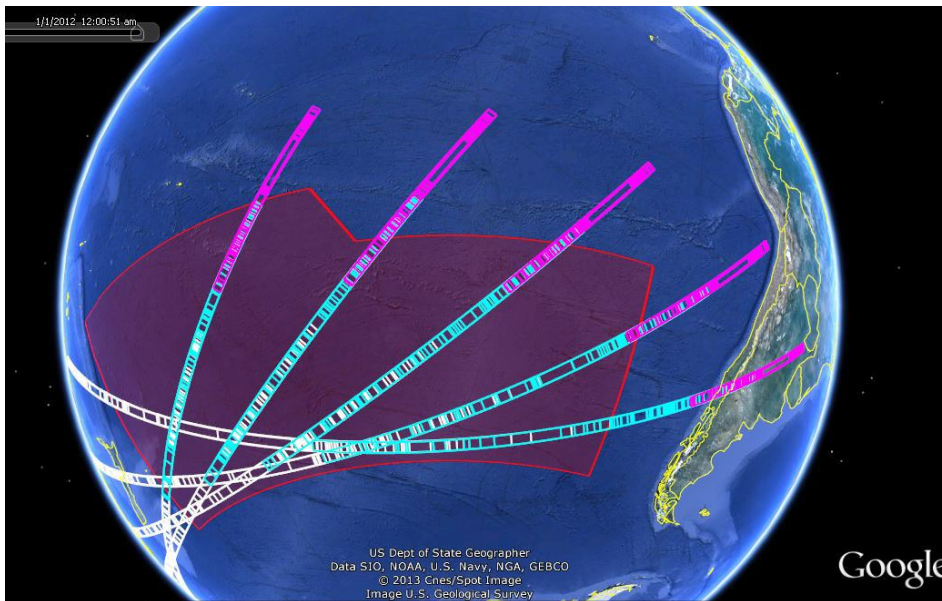 1/1/2012 12:00:51 am
US Dept of State Geographer
Data SIO, NOAA, U.S. Navy, NGA, GEBCO
© 2013 Cnes/Spot Image
Image U.S. Geological Survey
Google